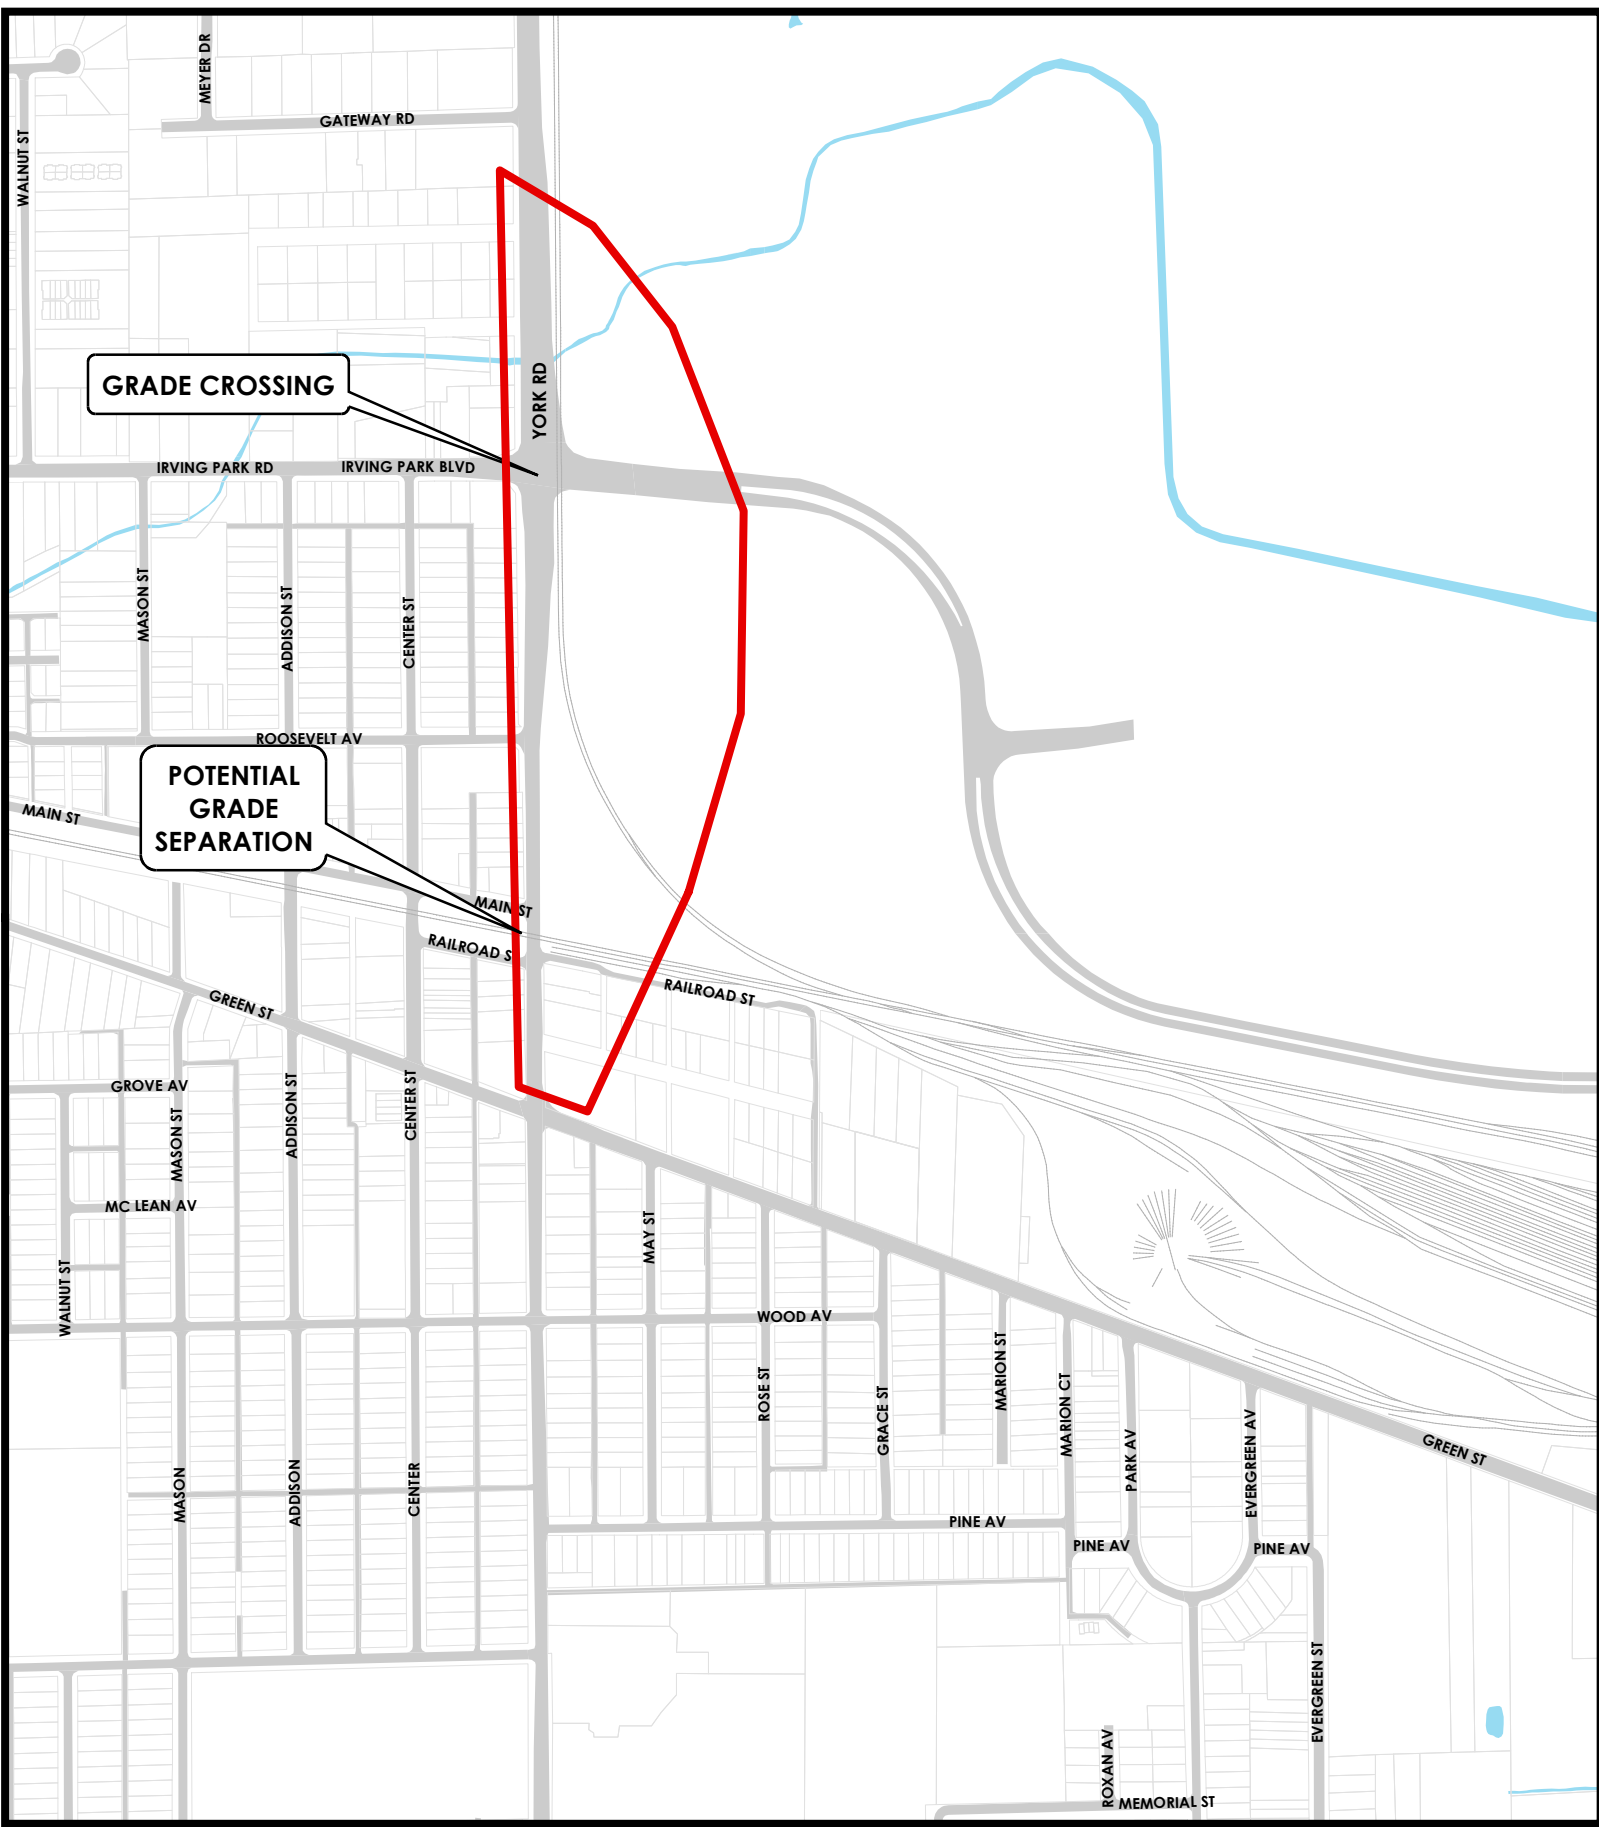 MEYER DR
GATEWAY RD
WALNUT ST
YORK RD
GRADE CROSSING
IRVING PARK RD
IRVING PARK BLVD
MASON ST
ADDISON ST
CENTER ST
ROOSEVELT AV
POTENTIAL
GRADE
SEPARATION
MAIN ST
MAIN ST
RAILROAD S
RAILROAD ST
GREEN ST
GROVE AV
MASON ST
ADDISON ST
CENTER ST
MC LEAN AV
MAY ST
WALNUT ST
WOOD AV
ROSE ST
GRACE ST
MARION ST
MARION CT
PARK AV
EVERGREEN AV
GREEN ST
MASON
ADDISON
CENTER
PINE AV
PINE AV
PINE AV
EVERGREEN ST
ROXAN AV
MEMORIAL ST